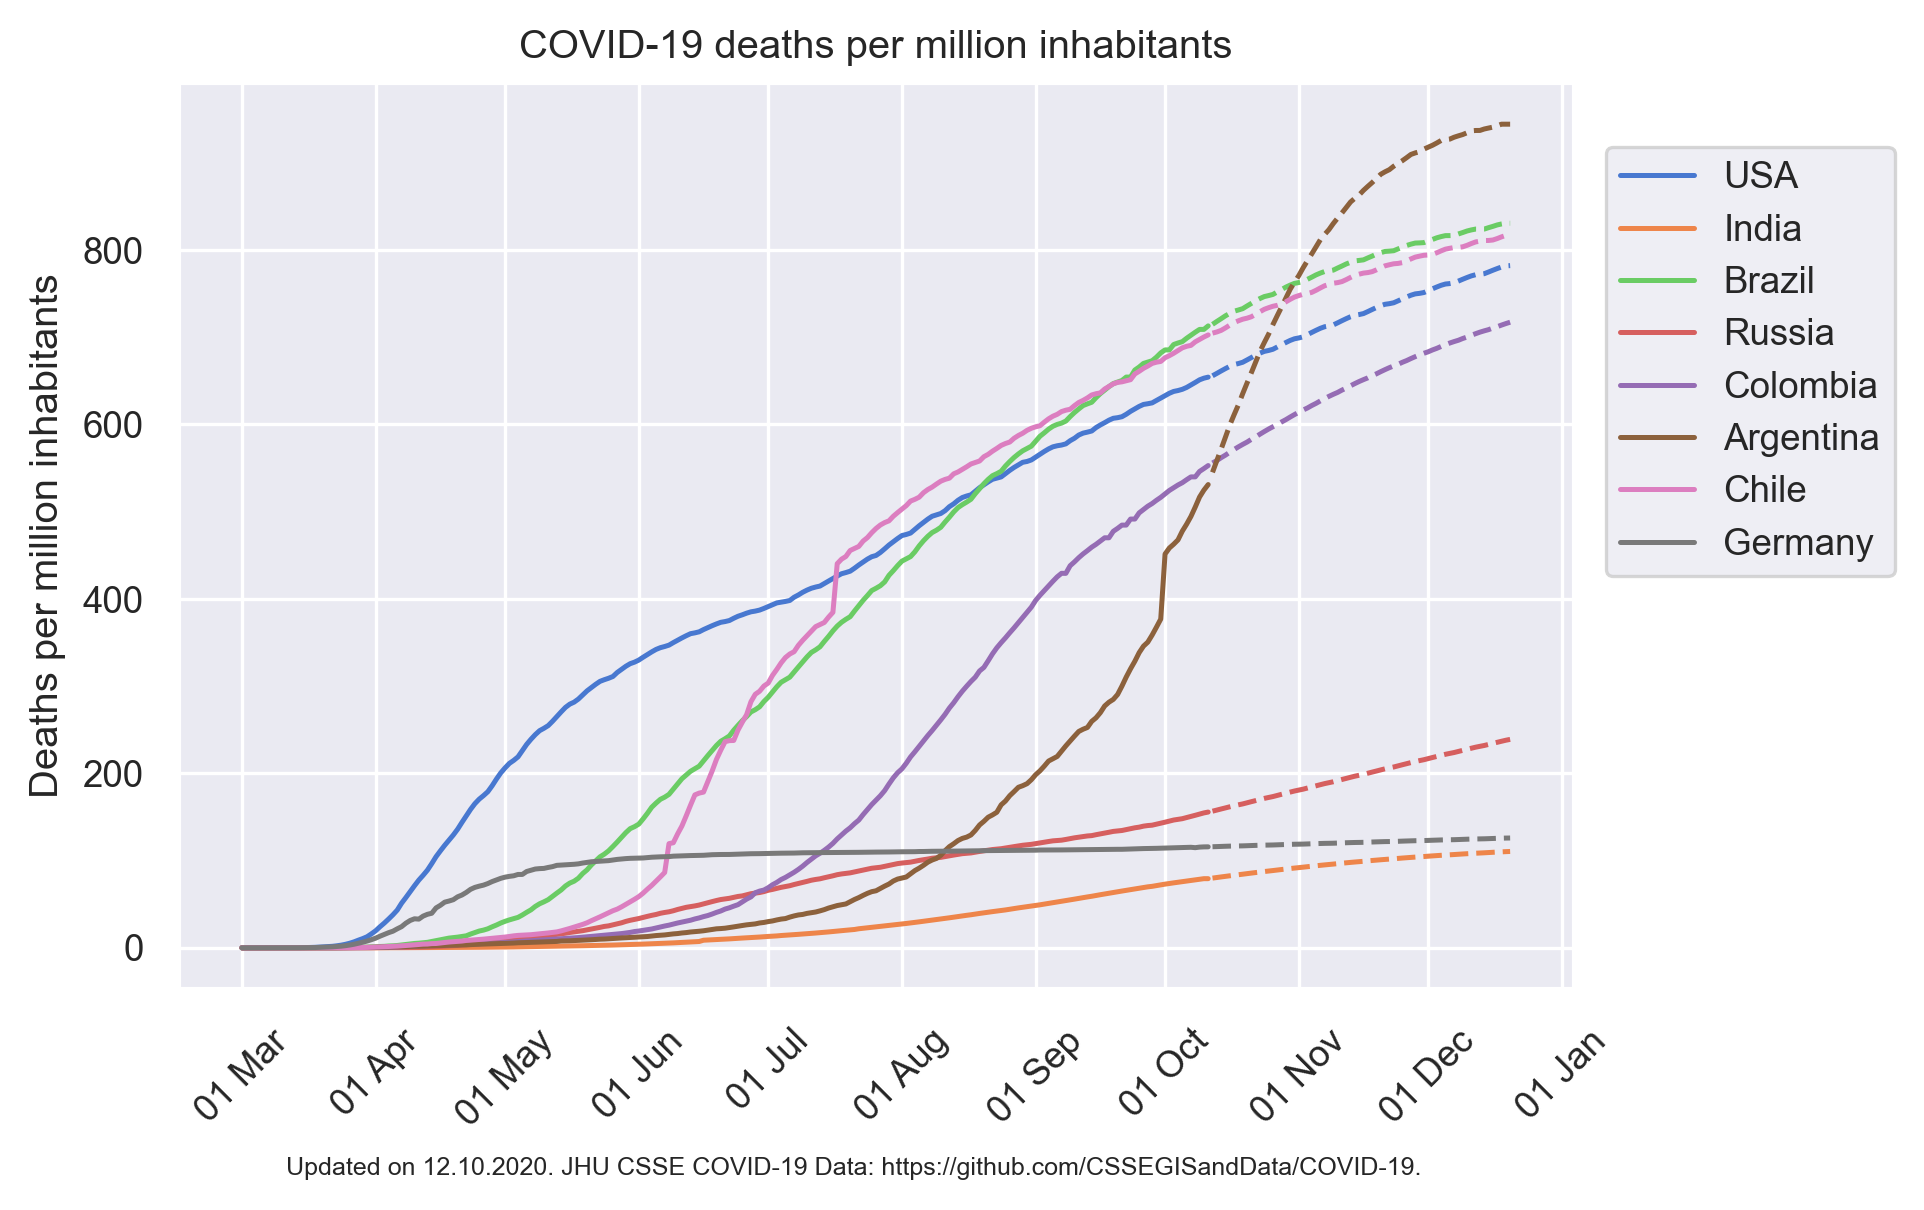 COVID-19 deaths per million inhabitants
Deaths per million inhabitants
800
600
400
200
0
01 Mar
01 Apr
01 May
01 Jun
01 Jul
01 Aug
01 Sep
01 Oct
01 Nov
01 Dec
01 Jan
USA
India
Brazil
Russia
Colombia
Argentina
Chile
Germany
Updated on 12.10.2020. JHU CSSE COVID-19 Data: https://github.com/CSSEGISandData/COVID-19.